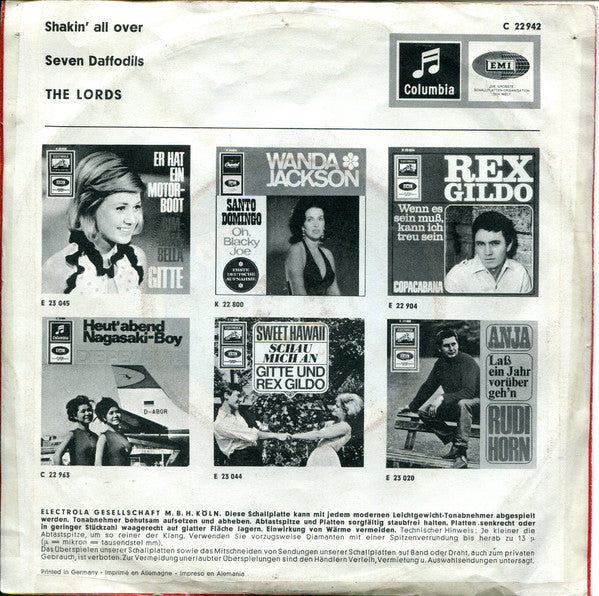 Shakin' all over
C 22 942
Seven Daffodils
THE LORDS
Columbia
EMI
DIE GRÖSSTE
SCHALLPLATTEN-ORGANISATION
DER WELT
ER HAT
EIN
MOTOR-
BOOT
BELLA
GITTE
E 23 045
Capitol
WANDA
JACKSON
SANTO
DOMINGO
Oh,
Blacky
Joe
ERSTE
DEUTSCHE
AUFNAHME
K 22 800
REX
GILDO
Wenn es
sein muß,
kann ich
treu sein
COPACABANA
E 22 904
Columbia
Heut' abend
Nagasaki-Boy
D-ABOR
C 22 963
SWEET HAWAII
SCHAU
MICH AN
GITTE UND
REX GILDO
E 23 044
ANJA
Laß
ein Jahr
vorüber
geh'n
RUDI
HORN
E 23 020
ELECTROLA GESELLSCHAFT M. B. H. KÖLN. Diese Schallplatte kann mit jedem modernen Leichtgewicht-Tonabnehmer abgespielt
werden. Tonabnehmer behutsam aufsetzen und abheben. Abtastspitze und Platten sorgfältig staubfrei halten. Platten senkrecht oder
in geringer Stückzahl waagerecht auf glatter Fläche lagern. Einwirkung von Wärme vermeiden. Technischer Hinweis: Je kleiner die
Abtastspitze, um so reiner der Klang. Verwenden Sie vorzugsweise Diamanten mit einer Spitzenverrundung bis herab zu 13 µ
(µ = mikron = tausendstel mm).
Das Überspielen unserer Schallplatten sowie das Mitschneiden von Sendungen unserer Schallplatten auf Band oder Draht, auch zum privaten
Gebrauch, ist verboten. Zur Vermeidung unerlaubter Überspielungen sind den Händlern Verleih, Vermietung u. Auswahlsendungen untersagt.
Printed in Germany - Imprimé en Allemagne - Impreso en Alemania